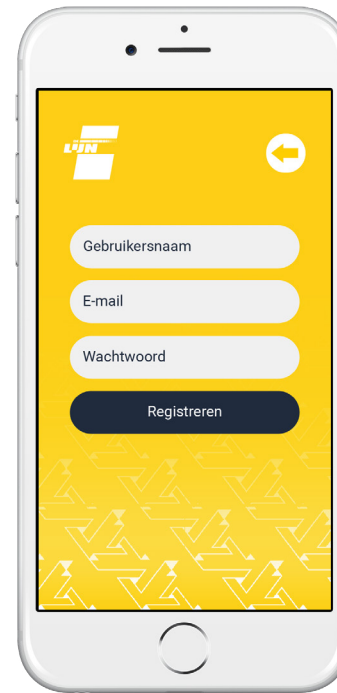 LIJN
Gebruikersnaam
E-mail
Wachtwoord
Registreren